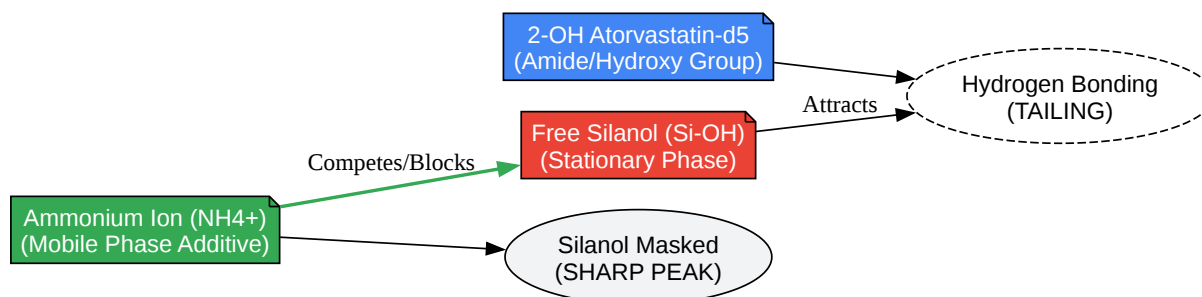 2-OH Atorvastatin-d5
(Amide/Hydroxy Group)
Hydrogen Bonding
(TAILING)
Attracts
Free Silanol (Si-OH)
(Stationary Phase)
Competes/Blocks
Ammonium Ion (NH4+)
(Mobile Phase Additive)
Silanol Masked
(SHARP PEAK)